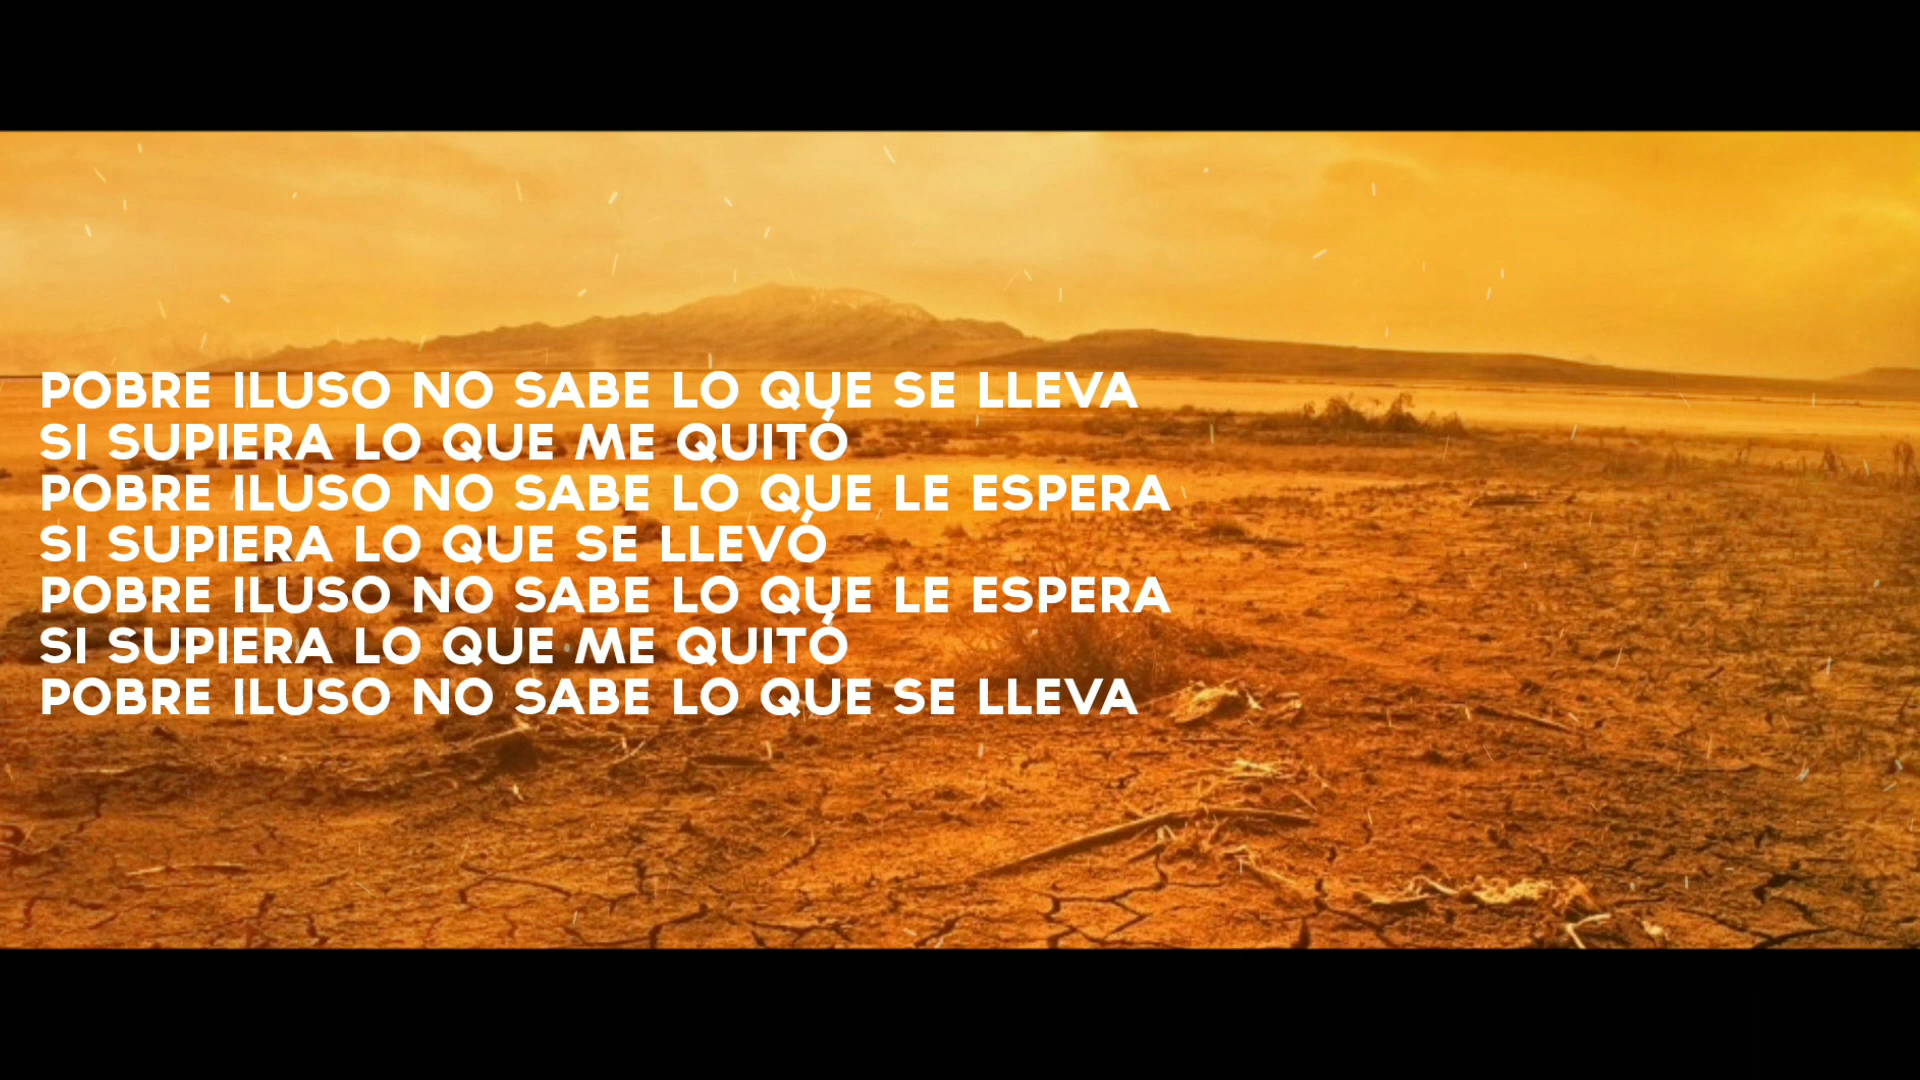 POBRE ILUSO NO SABE LO QUE SE LLEVA
SI SUPIERA LO QUE ME QUITÓ
POBRE ILUSO NO SABE LO QUE LE ESPERA
SI SUPIERA LO QUE SE LLEVÓ
POBRE ILUSO NO SABE LO QUE LE ESPERA
SI SUPIERA LO QUE ME QUITÓ
POBRE ILUSO NO SABE LO QUE SE LLEVA